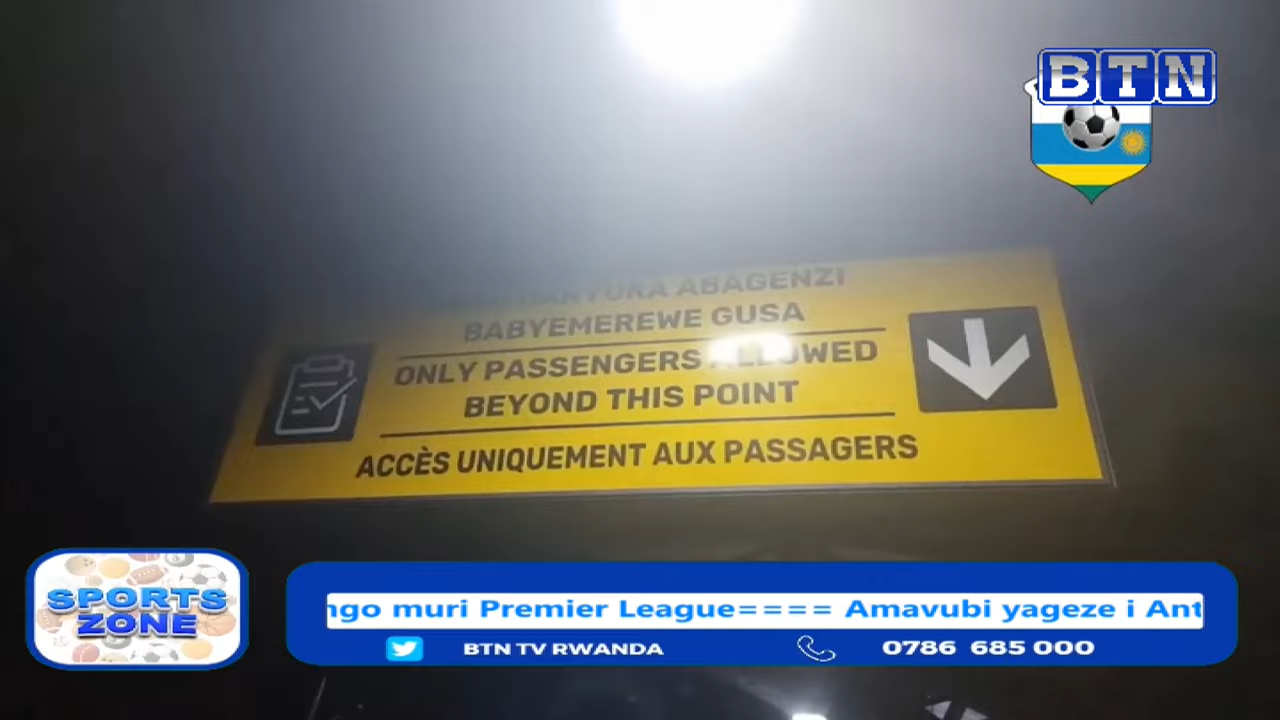 BTN
ABAGENZI
BABYEMEREWE GUSA
ONLY PASSENGERS ALLOWED
BEYOND THIS POINT
ACCÈS UNIQUEMENT AUX PASSAGERS
SPORTS
ZONE
ngo muri Premier League==== Amavubi yageze i Ant
BTN TV RWANDA
0786 685 000